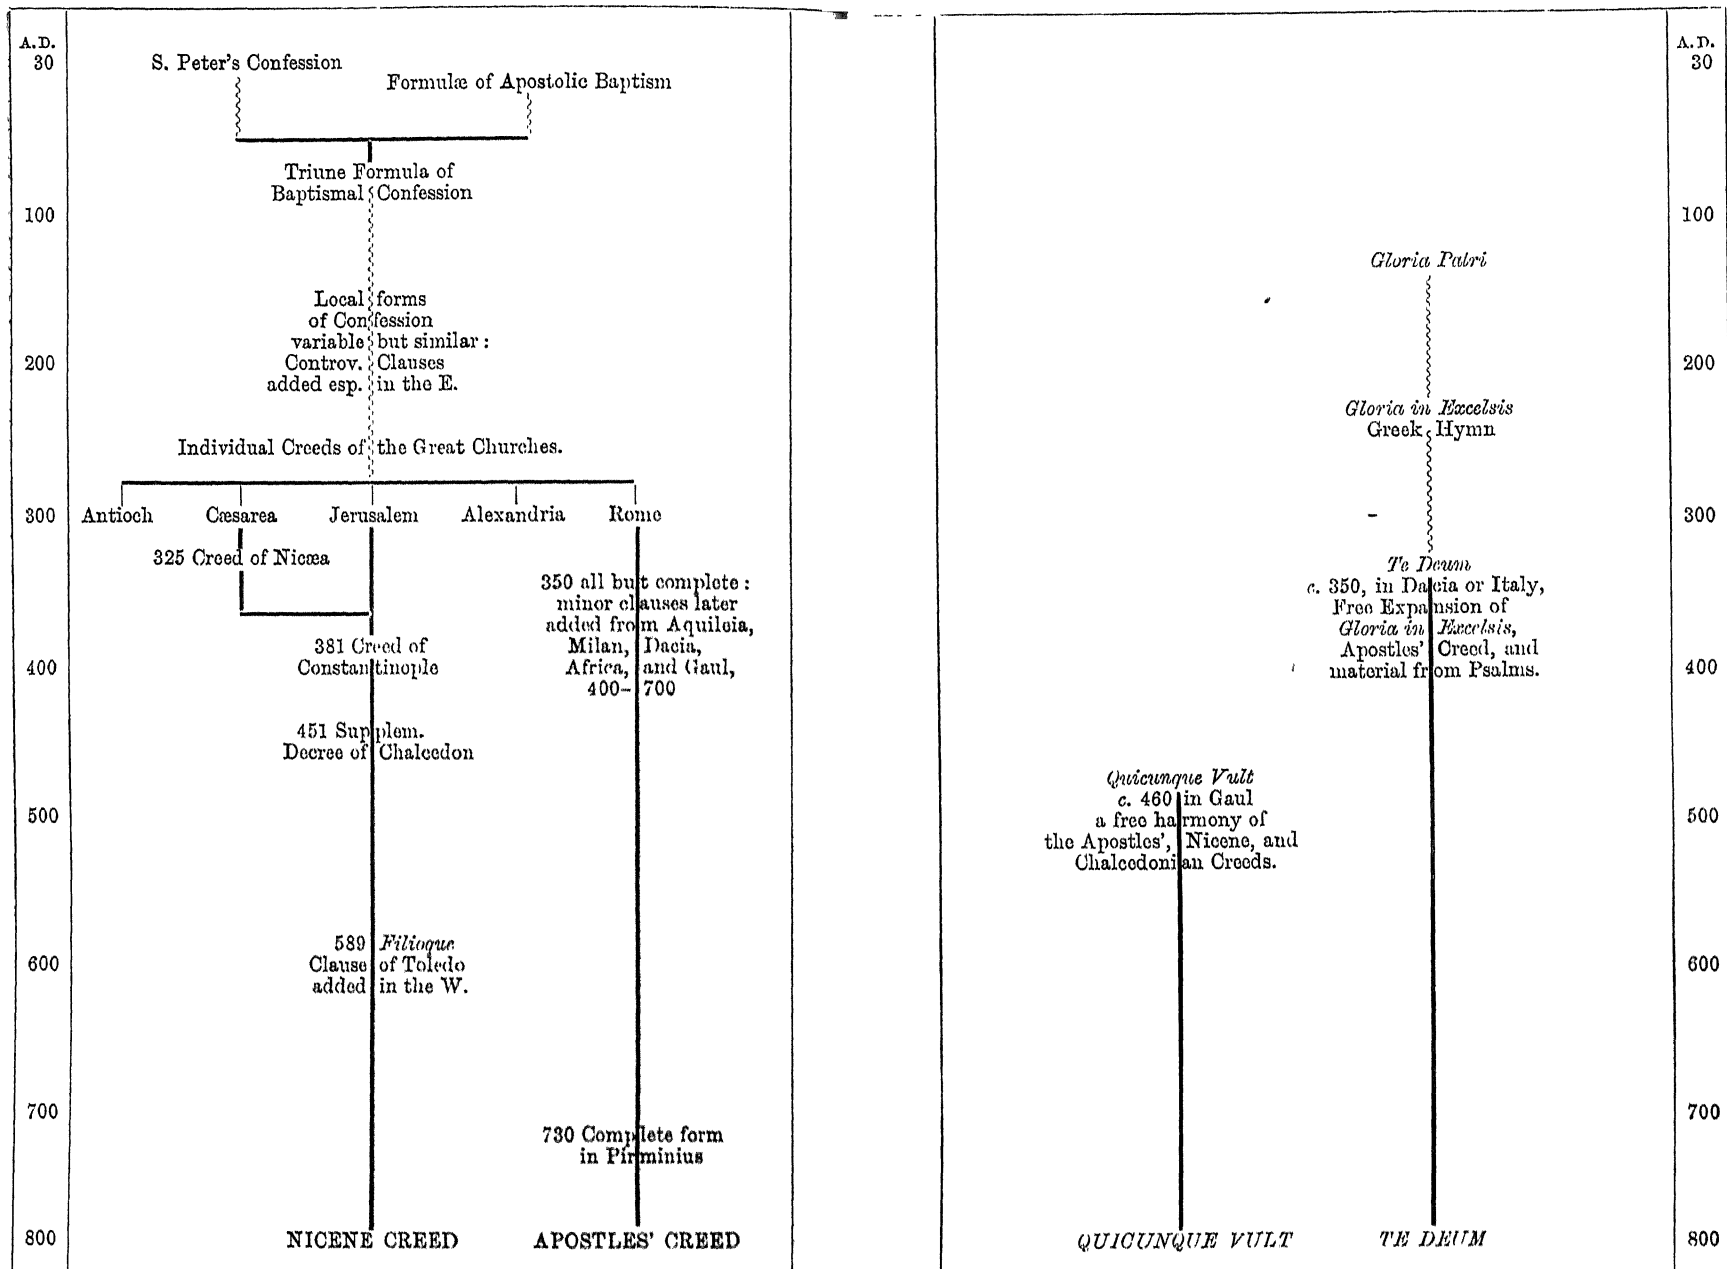 A.D.
30
S. Peter's Confession
Formulæ of Apostolic Baptism
Triune Formula of
Baptismal Confession
100
Local forms
of Confession
variable but similar:
Controv. Clauses
added esp. in the E.
200
Individual Creeds of the Great Churches.
300
Antioch Cæsarea Jerusalem Alexandria Rome
325 Creed of Nicæa
350 all but complete:
minor clauses later
added from Aquileia,
Milan, Dacia,
Africa, and Gaul,
400–700
381 Creed of
Constantinople
400
451 Supplem.
Decree of Chalcedon
500
589 Filioque
Clause of Toledo
added in the W.
600
700
730 Complete form
in Pirminius
800
NICENE CREED APOSTLES' CREED
A.D.
30
100
Gloria Patri
200
Gloria in Excelsis
Greek Hymn
300
Te Deum
c. 350, in Dacia or Italy,
Free Expansion of
Gloria in Excelsis,
Apostles' Creed, and
material from Psalms.
400
Quicunque Vult
c. 460 in Gaul
a free harmony of
the Apostles', Nicene, and
Chalcedonian Creeds.
500
600
700
QUICUNQUE VULT TE DEUM
800